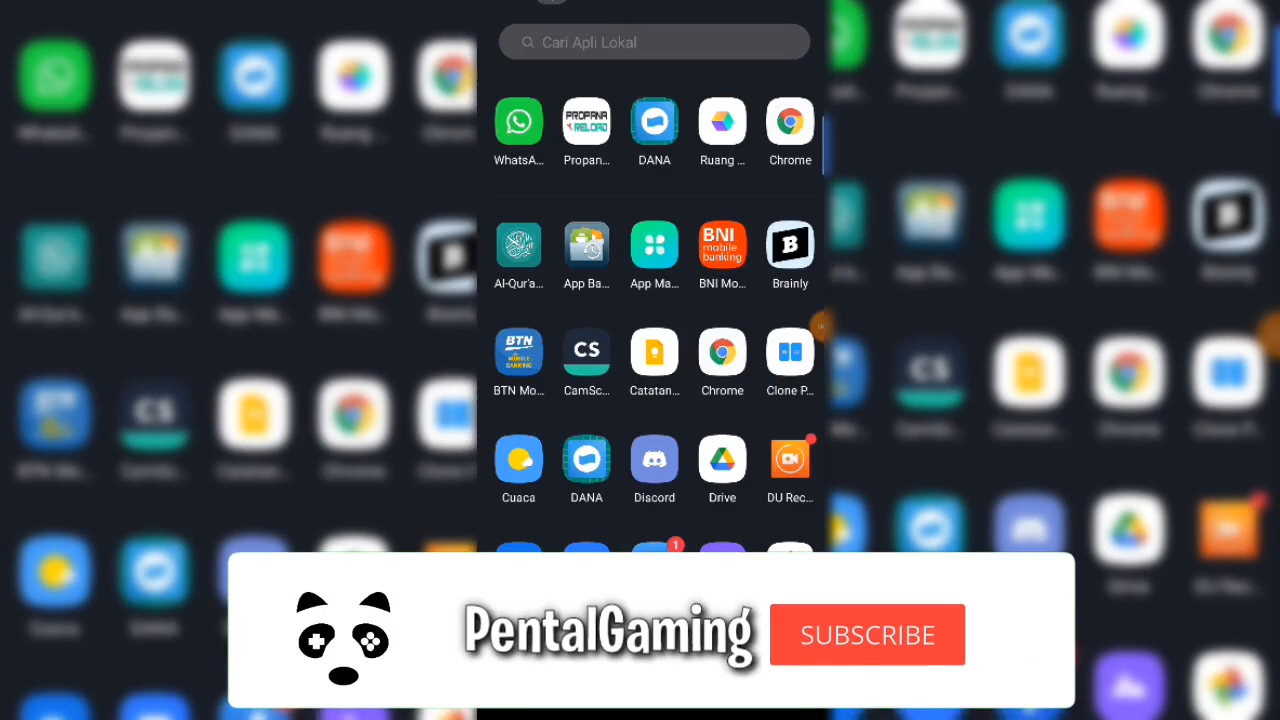 Cari Apli Lokal
PROPANA
RELOAD
WhatsA... Propan... DANA Ruang ... Chrome
BNI
mobile
banking
B
Al-Qur'a... App Ba... App Ma... BNI Mo... Brainly
BTN
MOBILE
BANKING
CS
BTN Mo... CamSc... Catatan... Chrome Clone P...
Cuaca DANA Discord Drive DU Rec...
1
PentalGaming
SUBSCRIBE